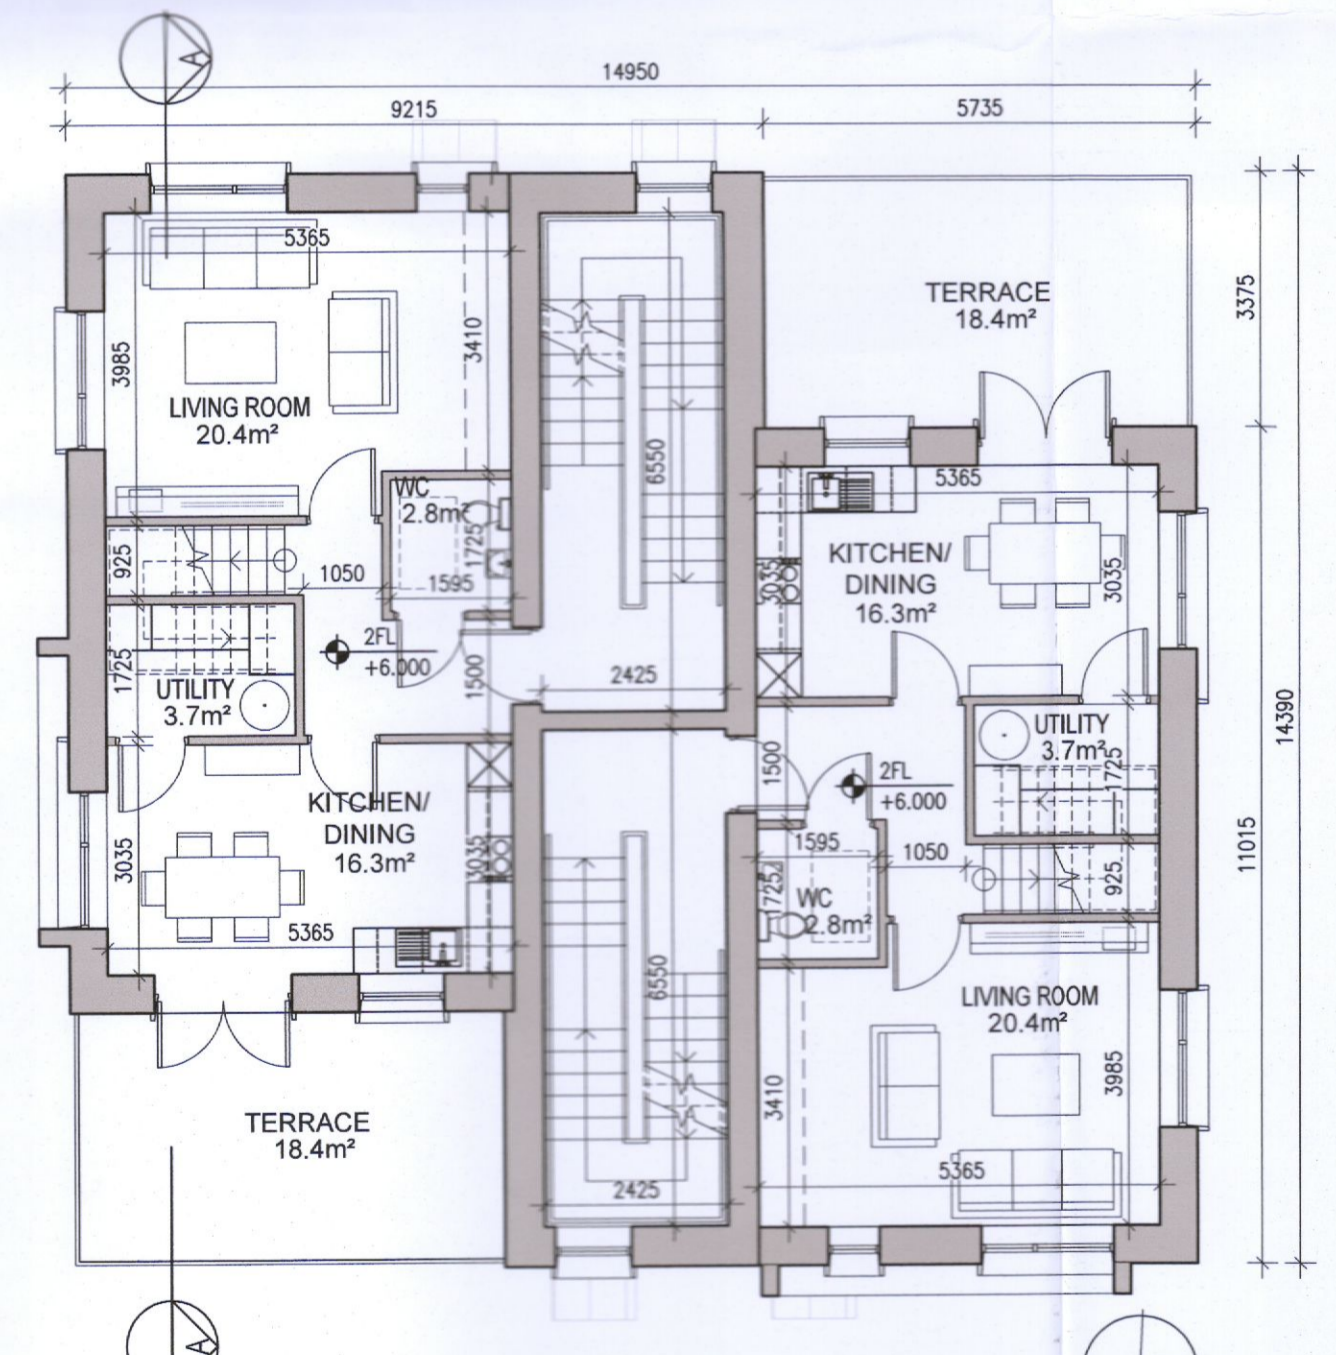 A
14950
9215
5735
5365
3985
3410
LIVING ROOM
20.4m²
TERRACE
18.4m²
3375
6550
5365
WC
2.8m²
1725
1595
925
1050
KITCHEN/
DINING
16.3m²
3035
3035
2FL
+6.000
1500
2425
1725
UTILITY
3.7m²
UTILITY
3.7m²
1725
14390
1500
2FL
+6.000
KITCHEN/
DINING
16.3m²
3035
3035
1595
1050
925
11015
725
WC
2.8m²
5365
6550
LIVING ROOM
20.4m²
3410
3985
TERRACE
18.4m²
2425
5365
A